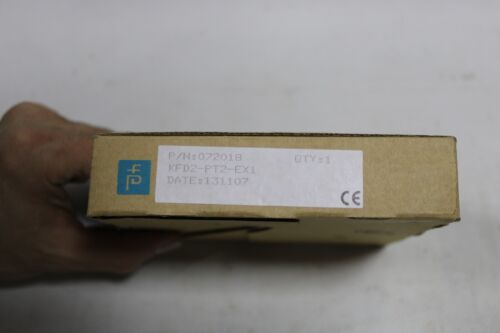 P/N:072018 QTY:1
KFD2-PT2-EX1
DATE:131107
CE